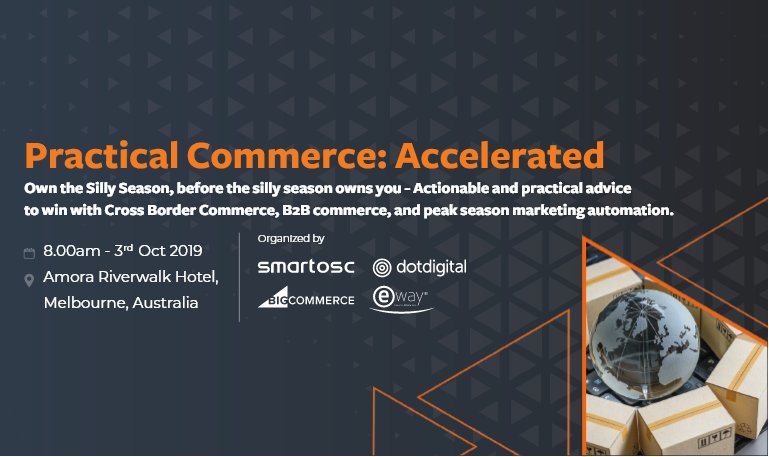 Practical Commerce: Accelerated
Own the Silly Season, before the silly season owns you – Actionable and practical advice
to win with Cross Border Commerce, B2B commerce, and peak season marketing automation.
8.00am - 3rd Oct 2019
Amora Riverwalk Hotel,
Melbourne, Australia
Organized by
smartosc
dotdigital
BIGCOMMERCE
eway